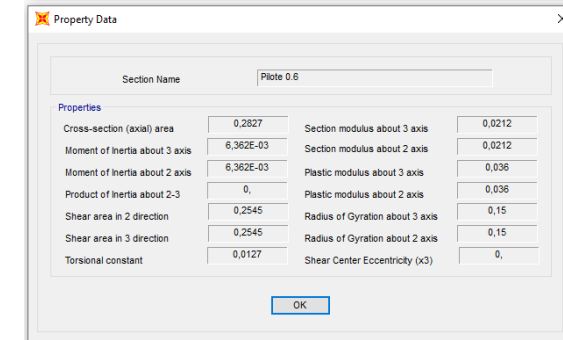 Property Data
Section Name Pilote 0.6
Properties
Cross-section (axial) area 0,2827 Section modulus about 3 axis 0,0212
Moment of Inertia about 3 axis 6,362E-03 Section modulus about 2 axis 0,0212
Moment of Inertia about 2 axis 6,362E-03 Plastic modulus about 3 axis 0,036
Product of Inertia about 2-3 0, Plastic modulus about 2 axis 0,036
Shear area in 2 direction 0,2545 Radius of Gyration about 3 axis 0,15
Shear area in 3 direction 0,2545 Radius of Gyration about 2 axis 0,15
Torsional constant 0,0127 Shear Center Eccentricity (x3) 0,
OK